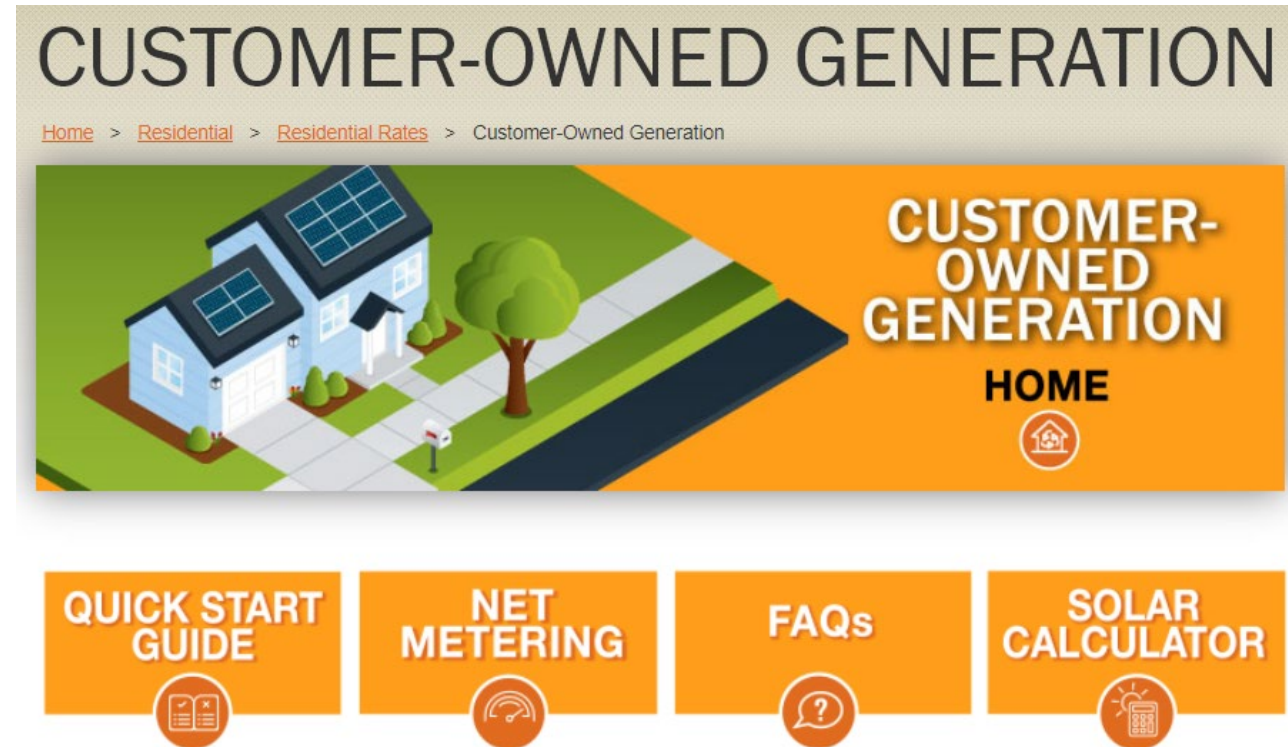 CUSTOMER-OWNED GENERATION
Home > Residential > Residential Rates > Customer-Owned Generation
CUSTOMER-
OWNED
GENERATION
HOME
QUICK START
GUIDE
NET
METERING
FAQs
SOLAR
CALCULATOR